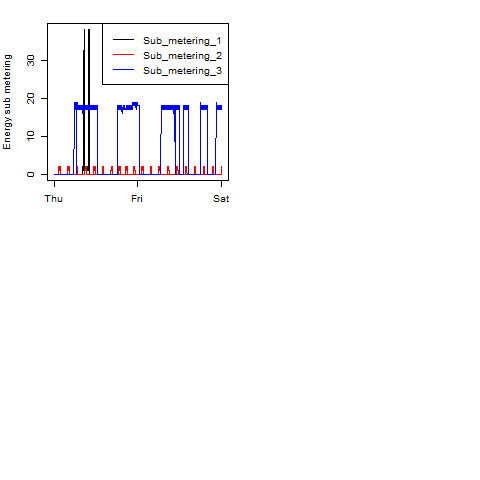 Energy sub metering
30
20
10
0
Sub_metering_1
Sub_metering_2
Sub_metering_3
Thu Fri Sat